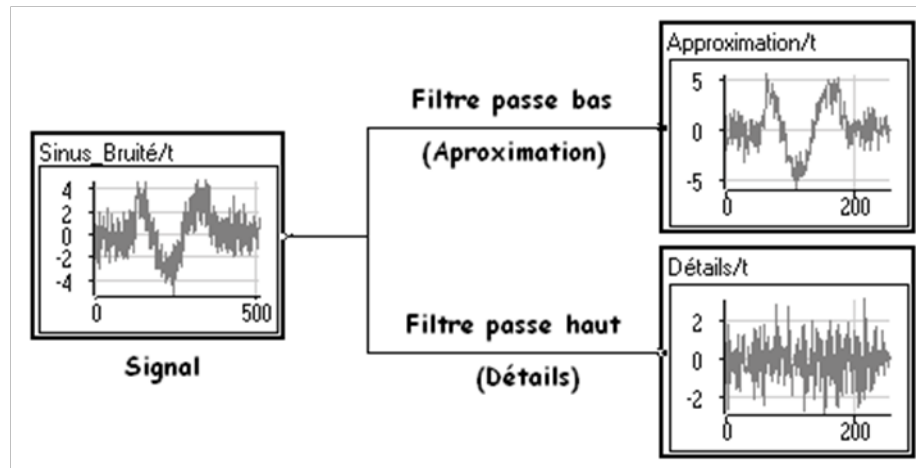 Sinus_Bruité/t
4
2
0
-2
-4
0 500
Signal
Filtre passe bas
(Aproximation)
Filtre passe haut
(Détails)
Approximation/t
5
0
-5
0 200
Détails/t
2
0
-2
0 200